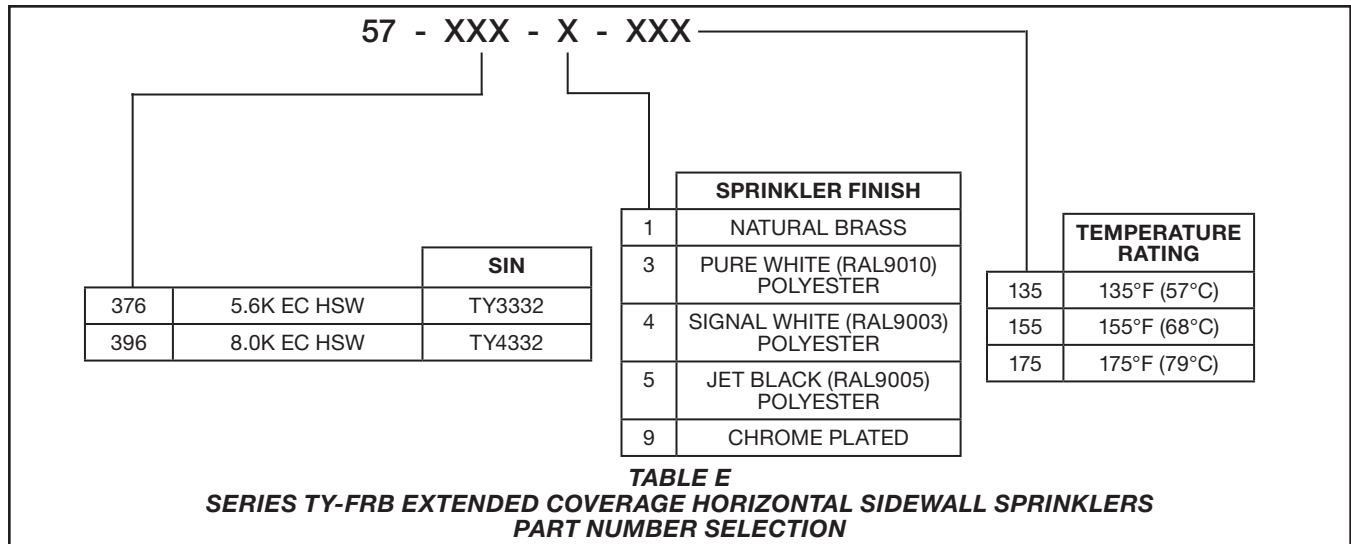 57 - XXX - X - XXX
SIN
376 5.6K EC HSW TY3332
396 8.0K EC HSW TY4332
SPRINKLER FINISH
1 NATURAL BRASS
3 PURE WHITE (RAL9010)
POLYESTER
4 SIGNAL WHITE (RAL9003)
POLYESTER
5 JET BLACK (RAL9005)
POLYESTER
9 CHROME PLATED
TEMPERATURE
RATING
135 135°F (57°C)
155 155°F (68°C)
175 175°F (79°C)
TABLE E
SERIES TY-FRB EXTENDED COVERAGE HORIZONTAL SIDEWALL SPRINKLERS
PART NUMBER SELECTION